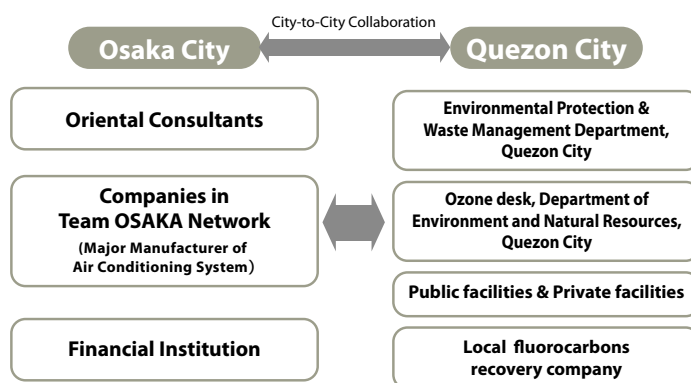 City-to-City Collaboration
Osaka City
Quezon City
Oriental Consultants
Companies in
Team OSAKA Network
(Major Manufacturer of
Air Conditioning System）
Financial Institution
Environmental Protection &
Waste Management Department,
Quezon City
Ozone desk, Department of
Environment and Natural Resources,
Quezon City
Public facilities & Private facilities
Local fluorocarbons
recovery company